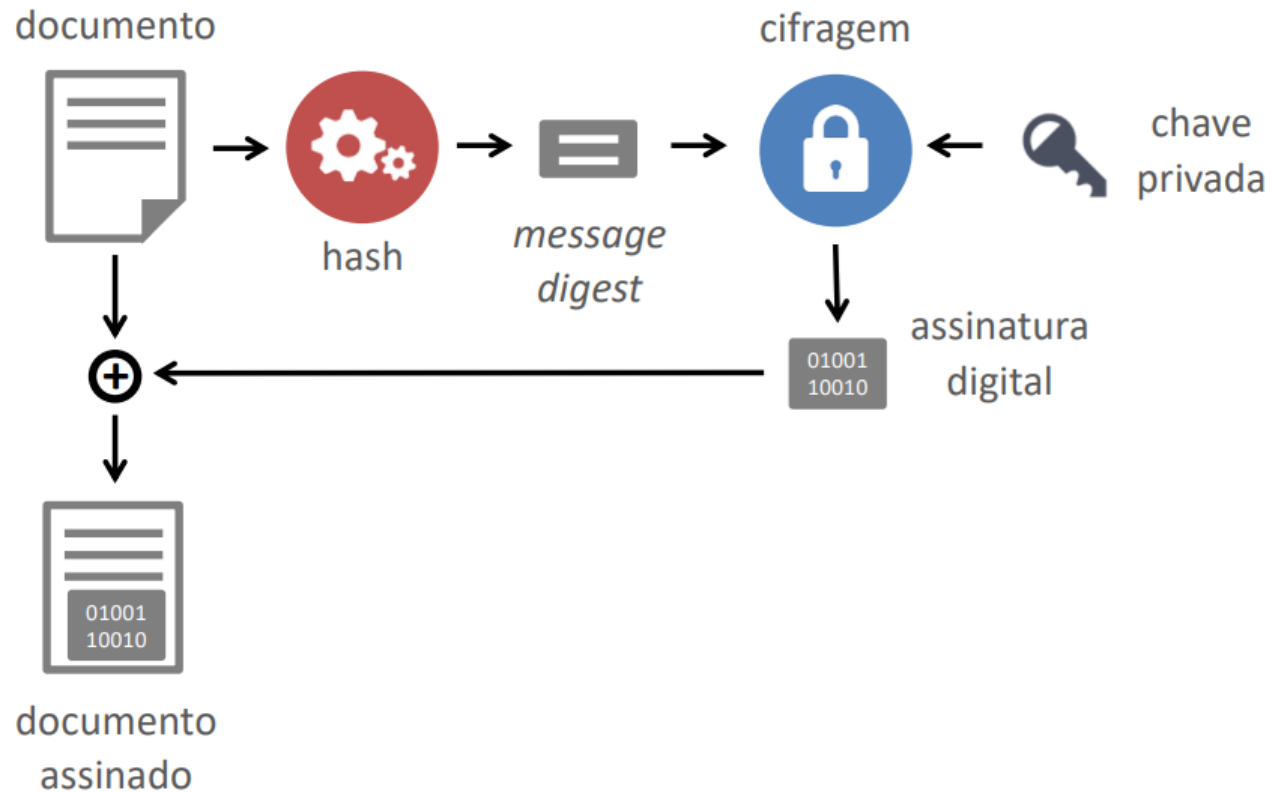 documento
cifragem
chave
privada
hash
message
digest
assinatura
digital
01001
10010
01001
10010
documento
assinado